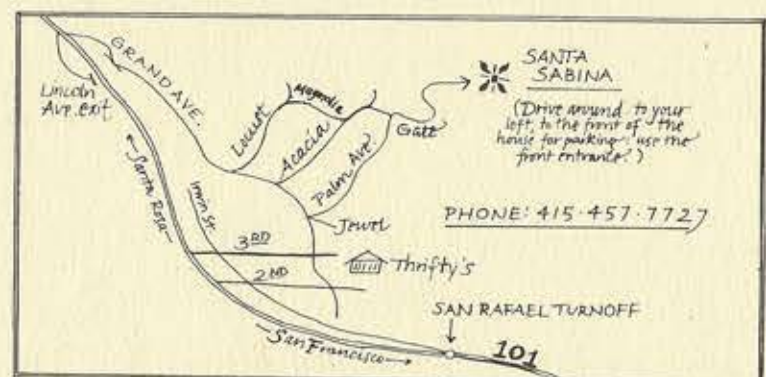 GRAND AVE.
Lincoln
Ave. exit
Locust
Magnolia
Acacia
Palm Ave
Gate
SANTA
SABINA
(Drive around to your
left, to the front of the
house for parking: use the
front entrance.)
Santa Rosa
Irwin St.
Jewel
PHONE: 415·457·7727
3RD
2ND
Thrifty's
SAN RAFAEL TURNOFF
San Francisco
101